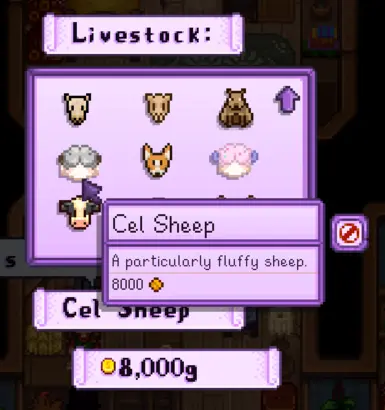 Livestock:
Cel Sheep
A particularly fluffy sheep.
8000
s
Cel Sheep
8,000g